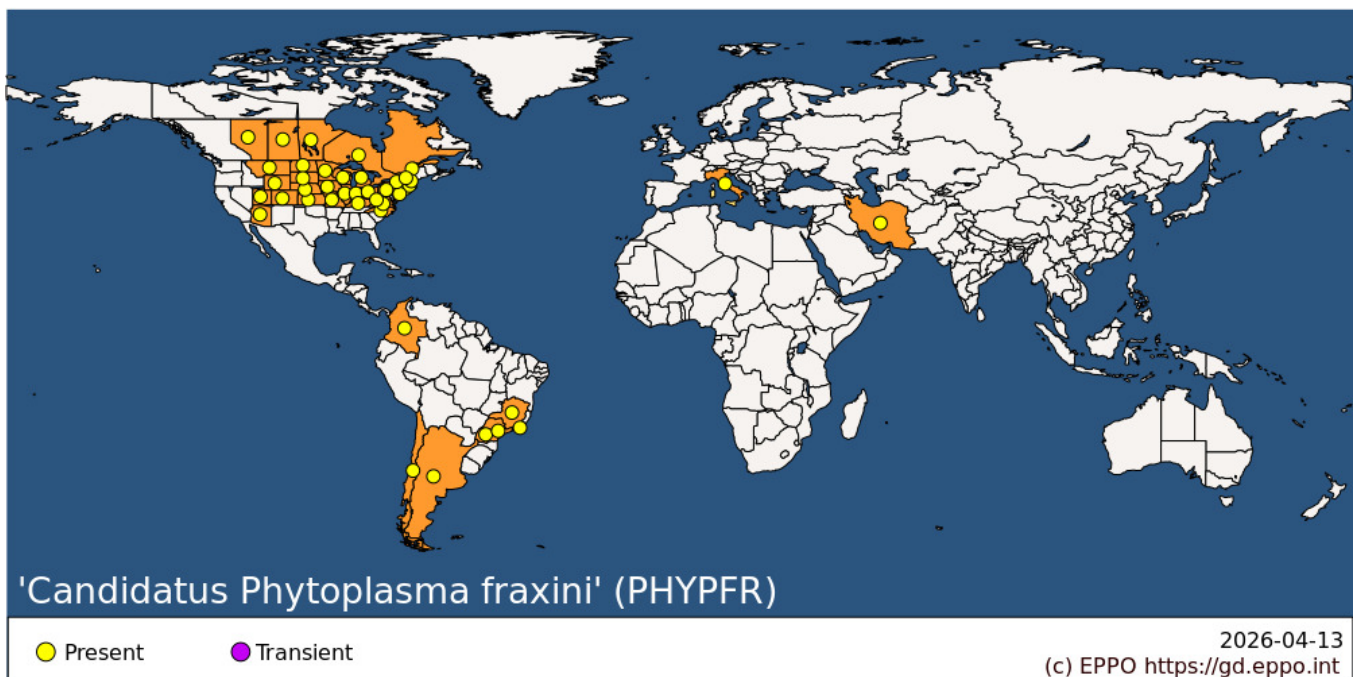 'Candidatus Phytoplasma fraxini' (PHYPFR)
Present
Transient
2026-04-13
(c) EPPO https://gd.eppo.int